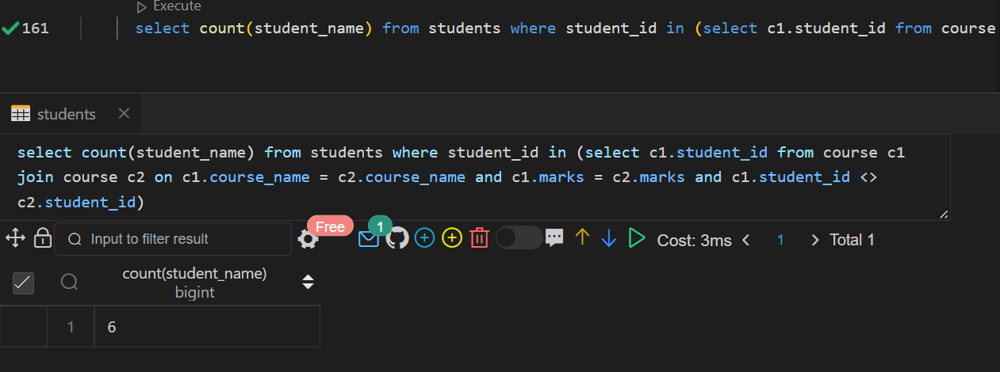 Execute
161 select count(student_name) from students where student_id in (select c1.student_id from course
students
select count(student_name) from students where student_id in (select c1.student_id from course c1
join course c2 on c1.course_name = c2.course_name and c1.marks = c2.marks and c1.student_id <>
c2.student_id)
Input to filter result Free 1 Cost: 3ms < 1 > Total 1
count(student_name)
bigint
1 6